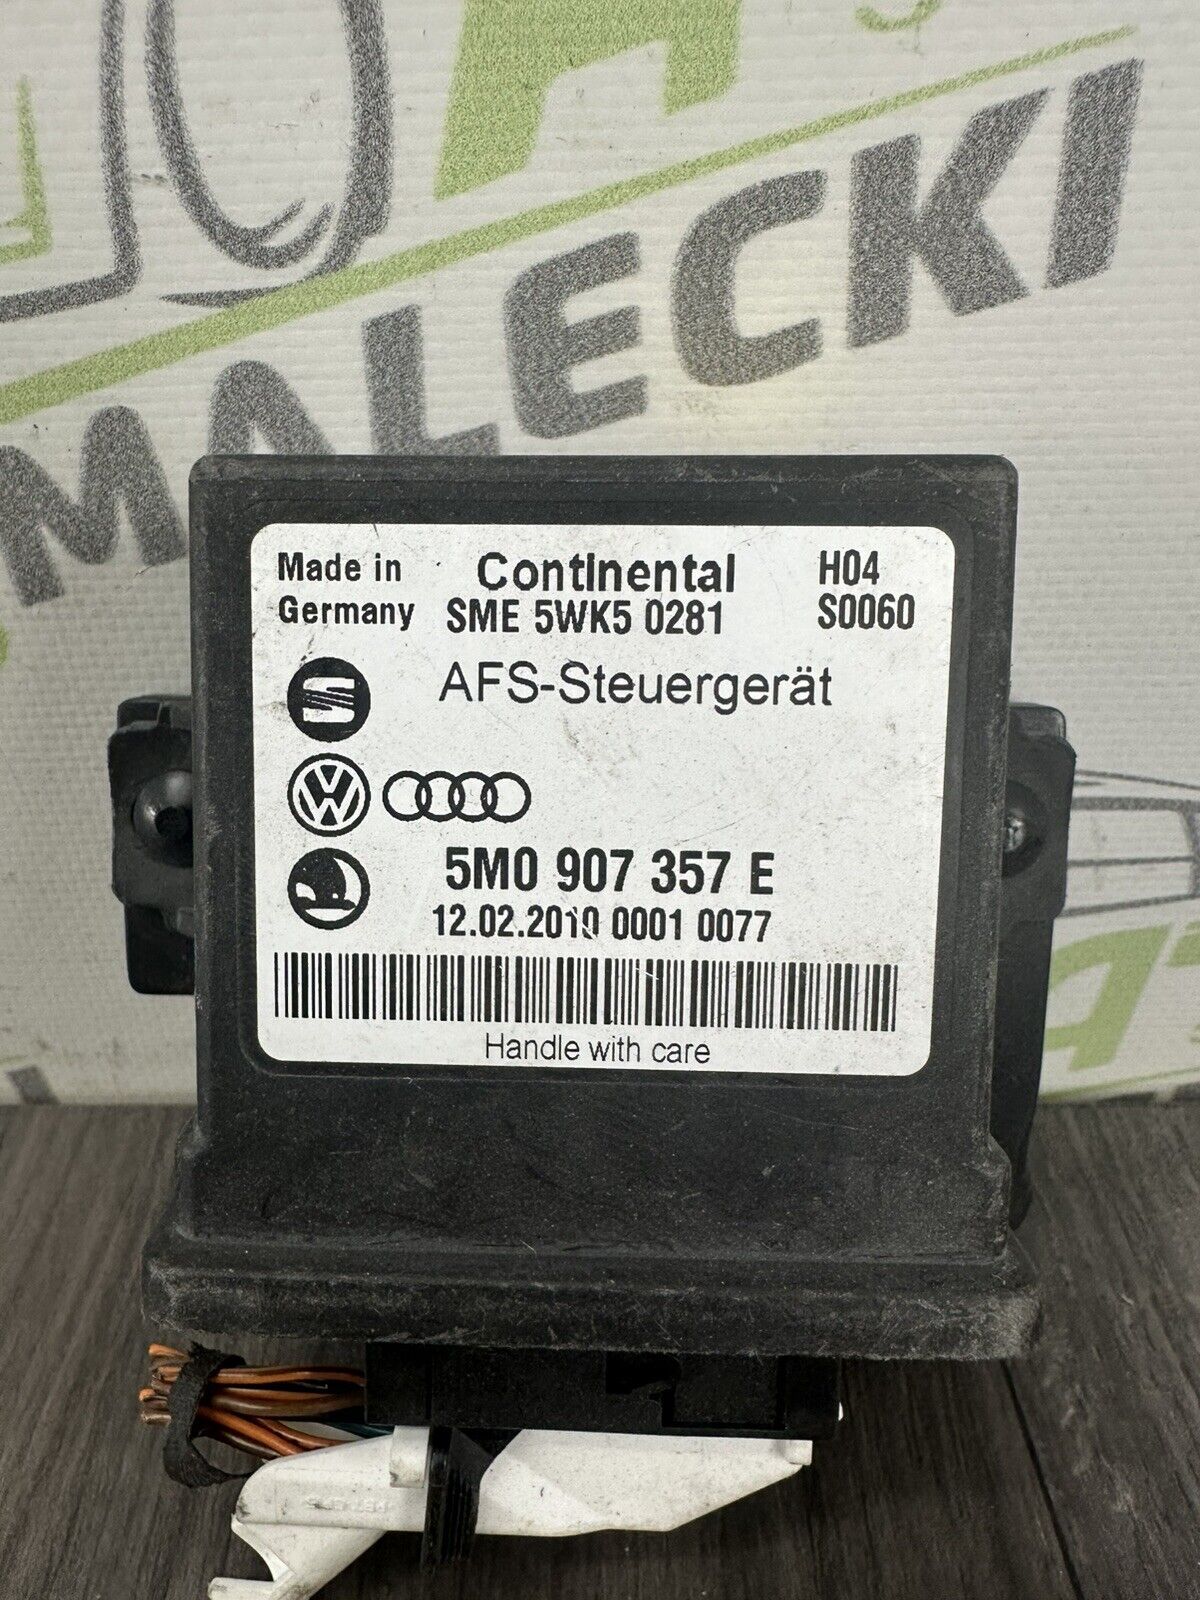 MALECKI
Made in Germany
Continental
SME 5WK5 0281
H04
S0060
AFS-Steuergerät
5M0 907 357 E
12.02.2010 0001 0077
Handle with care